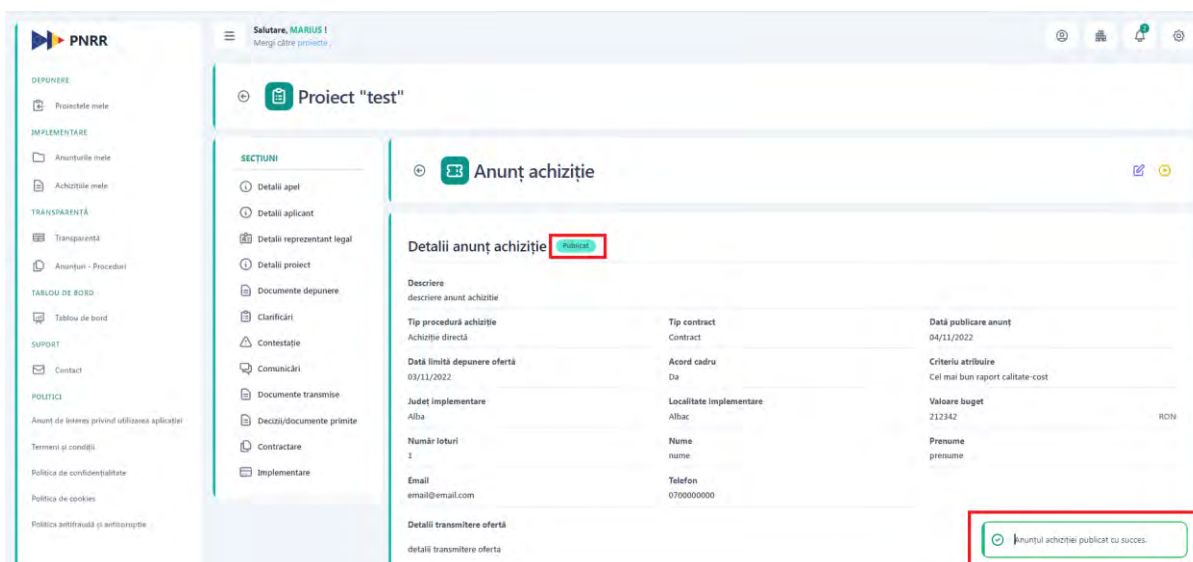 PNRR
Salutare, MARIUS !
Mergi către proiecte .
2
DEPUNERE
Proiectele mele
IMPLEMENTARE
Anunțurile mele
Achizițiile mele
TRANSPARENȚĂ
Transparență
Anunțuri - Proceduri
TABLOU DE BORD
Tablou de bord
SUPORT
Contact
POLITICI
Anunț de interes privind utilizarea aplicației
Termeni și condiții
Politica de confidențialitate
Politica de cookies
Politica antifraudă și anticorupție
Proiect "test"
SECȚIUNI
Detalii apel
Detalii aplicant
Detalii reprezentant legal
Detalii proiect
Documente depunere
Clarificări
Contestație
Comunicări
Documente transmise
Decizii/documente primite
Contractare
Implementare
Anunț achiziție
Detalii anunț achiziție Publicat
Descriere
descriere anunt achizitie
Tip procedură achiziție Tip contract Dată publicare anunț
Achiziție directă Contract 04/11/2022
Dată limită depunere ofertă Acord cadru Criteriu atribuire
03/11/2022 Da Cel mai bun raport calitate-cost
Județ implementare Localitate implementare Valoare buget
Alba Albac 212342 RON
Număr loturi Nume Prenume
1 nume prenume
Email Telefon
email@email.com 0700000000
Detalii transmitere ofertă
detalii transmitere oferta
Anunțul achiziției publicat cu succes.